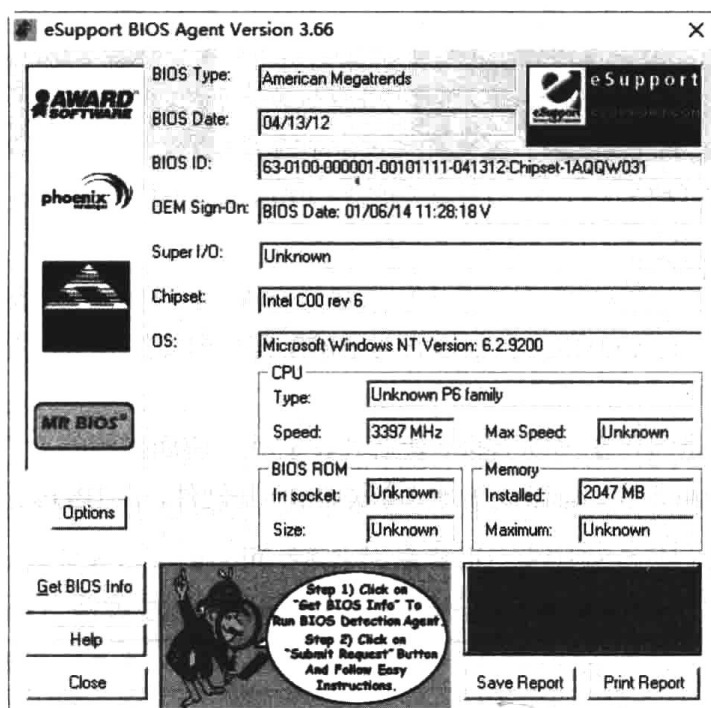 eSupport BIOS Agent Version 3.66
AWARD
SOFTWARE
phoenix
MR BIOS
BIOS Type: American Megatrends
eSupport
eSupport
BIOS Date: 04/13/12
BIOS ID: 63-0100-000001-00101111-041312-Chipset-1AQQW031
OEM Sign-On: BIOS Date: 01/06/14 11:28:18 V
Super I/O: Unknown
Chipset: Intel C00 rev 6
OS: Microsoft Windows NT Version: 6.2.9200
CPU
Type: Unknown P6 family
Speed: 3397 MHz Max Speed: Unknown
BIOS ROM
In socket: Unknown
Size: Unknown
Memory
Installed: 2047 MB
Maximum: Unknown
Options
Get BIOS Info
Help
Close
Step 1) Click on
"Get BIOS Info" To
Run BIOS Detection Agent.
Step 2) Click on
"Submit Request" Button
And Follow Easy
Instructions.
Save Report
Print Report